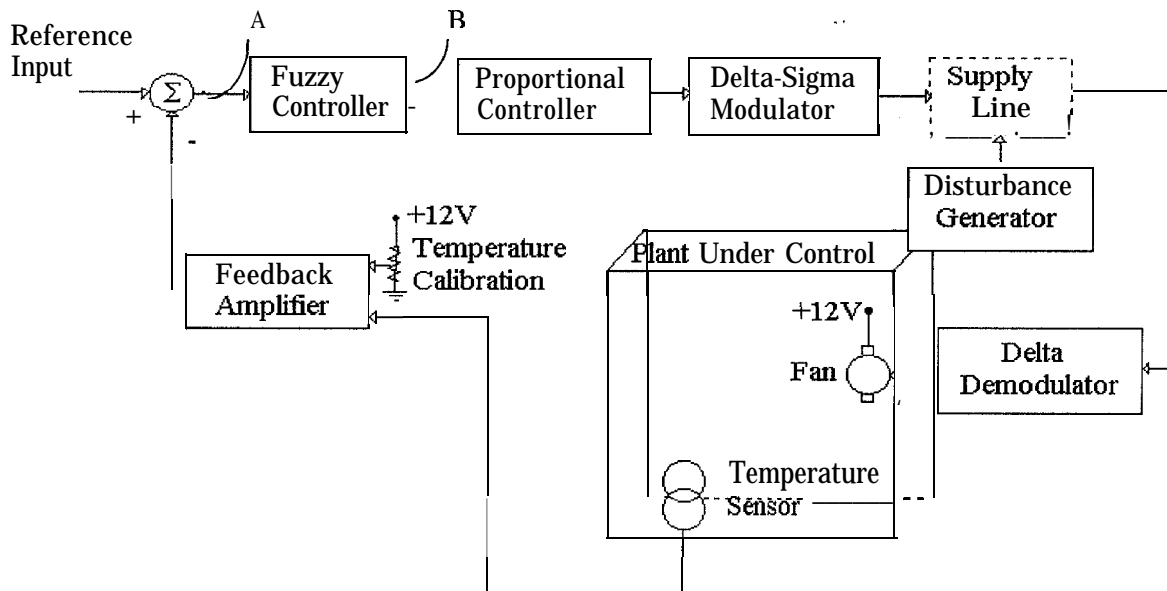 A
B
Reference
Input
Σ
+
-
Fuzzy
Controller
-
Proportional
Controller
Delta-Sigma
Modulator
Supply
Line
Disturbance
Generator
+12V
Temperature
Calibration
Feedback
Amplifier
Plant Under Control
+12V
Fan
Delta
Demodulator
Temperature
Sensor